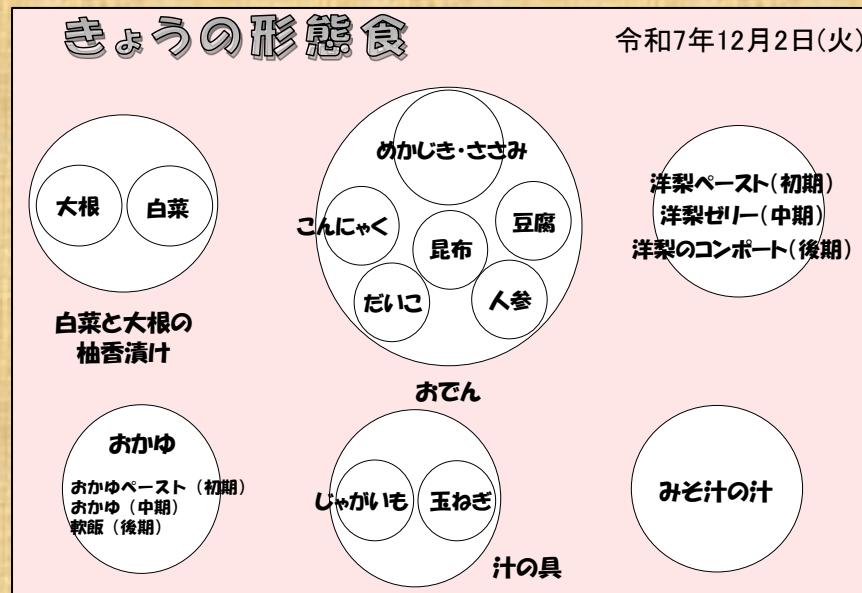 きょうの形態食
令和7年12月2日(火)
大根
白菜
白菜と大根の
柚香漬け
めかじき・ささみ
こんにゃく
昆布
豆腐
だいこ
人参
おでん
洋梨ペースト(初期)
洋梨ゼリー(中期)
洋梨のコンポート(後期)
おかゆ
おかゆペースト(初期)
おかゆ(中期)
軟飯(後期)
じゃがいも
玉ねぎ
汁の具
みそ汁の汁